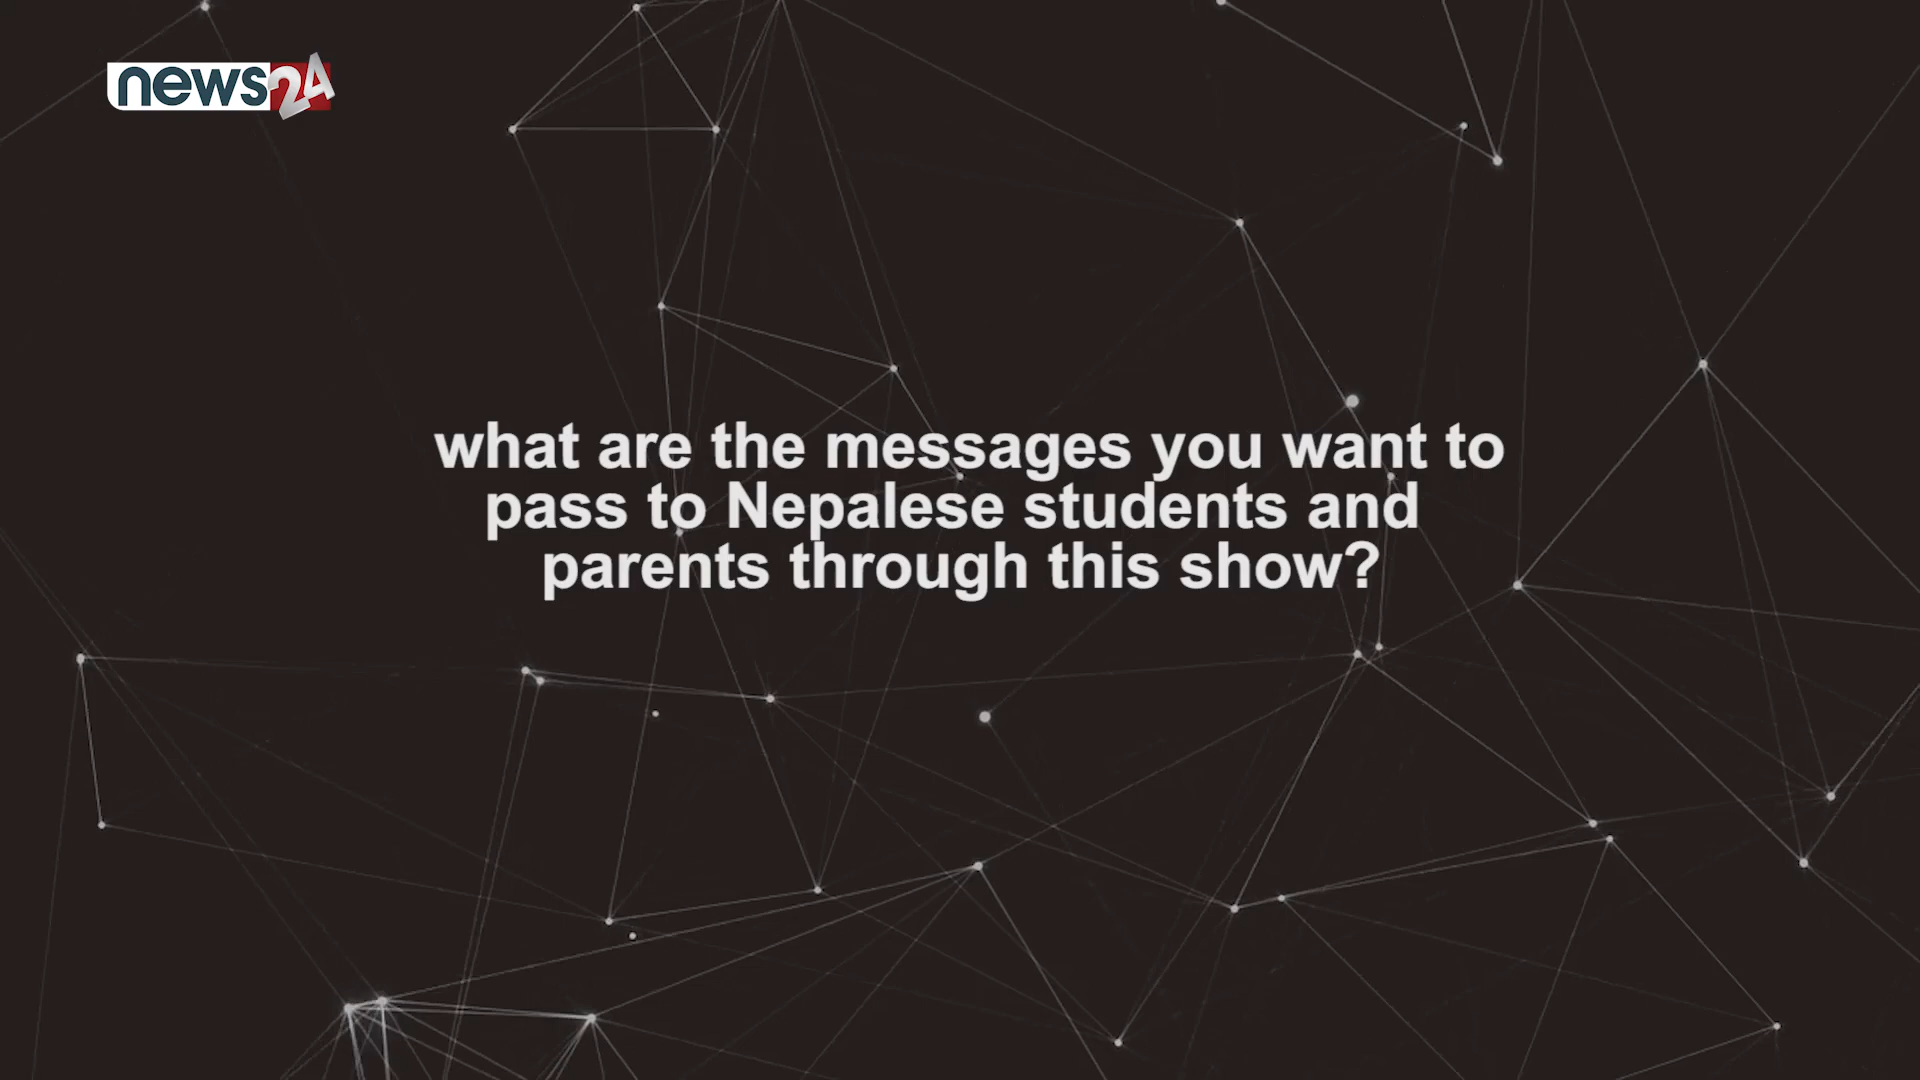 news24
what are the messages you want to
pass to Nepalese students and
parents through this show?